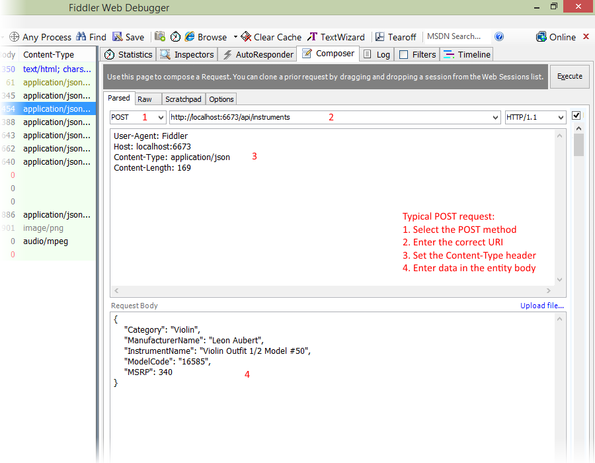 Fiddler Web Debugger
Any Process Find Save Browse Clear Cache TextWizard Tearoff MSDN Search... Online
ody Content-Type
Statistics Inspectors AutoResponder Composer Log Filters Timeline
350 text/html; chars...
61 application/json...
545 application/json...
554 application/json...
388 application/json...
643 application/json...
662 application/json...
640 application/json...
0
0
0
386 application/json...
301 image/png
0 audio/mpeg
0
Use this page to compose a Request. You can clone a prior request by dragging and dropping a session from the Web Sessions list.
Execute
Parsed Raw Scratchpad Options
POST 1 http://localhost:6673/api/instruments 2 HTTP/1.1
User-Agent: Fiddler
Host: localhost:6673
Content-Type: application/json 3
Content-Length: 169
Typical POST request:
1. Select the POST method
2. Enter the correct URI
3. Set the Content-Type header
4. Enter data in the entity body
Request Body Upload file...
{
"Category": "Violin",
"ManufacturerName": "Leon Aubert",
"InstrumentName": "Violin Outfit 1/2 Model #50",
"ModelCode": "16585",
"MSRP": 340
} 4